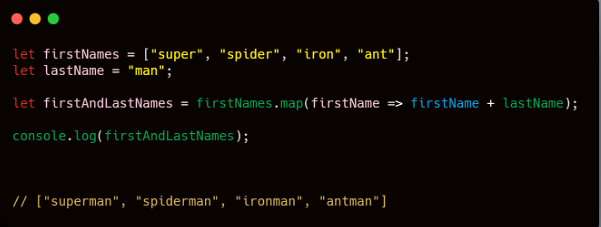 let firstNames = ["super", "spider", "iron", "ant"];
let lastName = "man";
let firstAndLastNames = firstNames.map(firstName => firstName + lastName);
console.log(firstAndLastNames);
// ["superman", "spiderman", "ironman", "antman"]